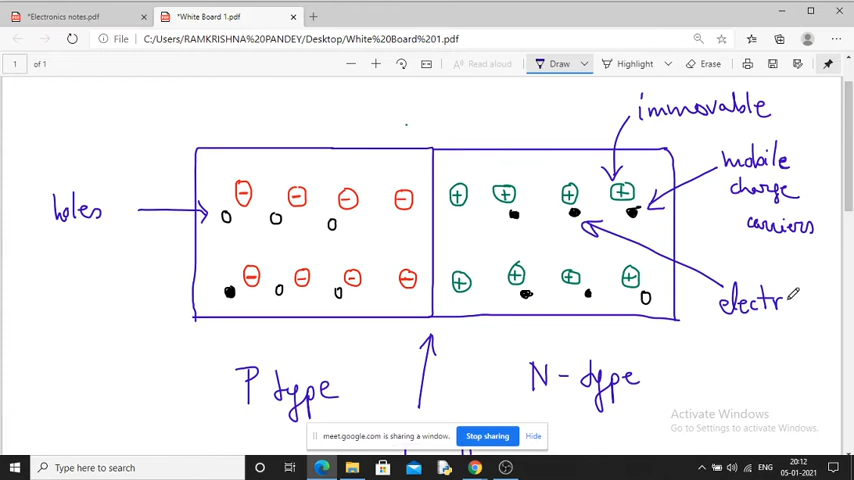 *Electronics notes.pdf
*White Board 1.pdf
File
C:/Users/RAMKRISHNA%20PANDEY/Desktop/White%20Board%201.pdf
1
of 1
Read aloud
Draw
Highlight
Erase
immovable
mobile
charge
carriers
holes
electr
P type
N-type
Activate Windows
Go to Settings to activate Windows.
meet.google.com is sharing a window.
Stop sharing
Hide
Type here to search
ENG
20:12
05-01-2021